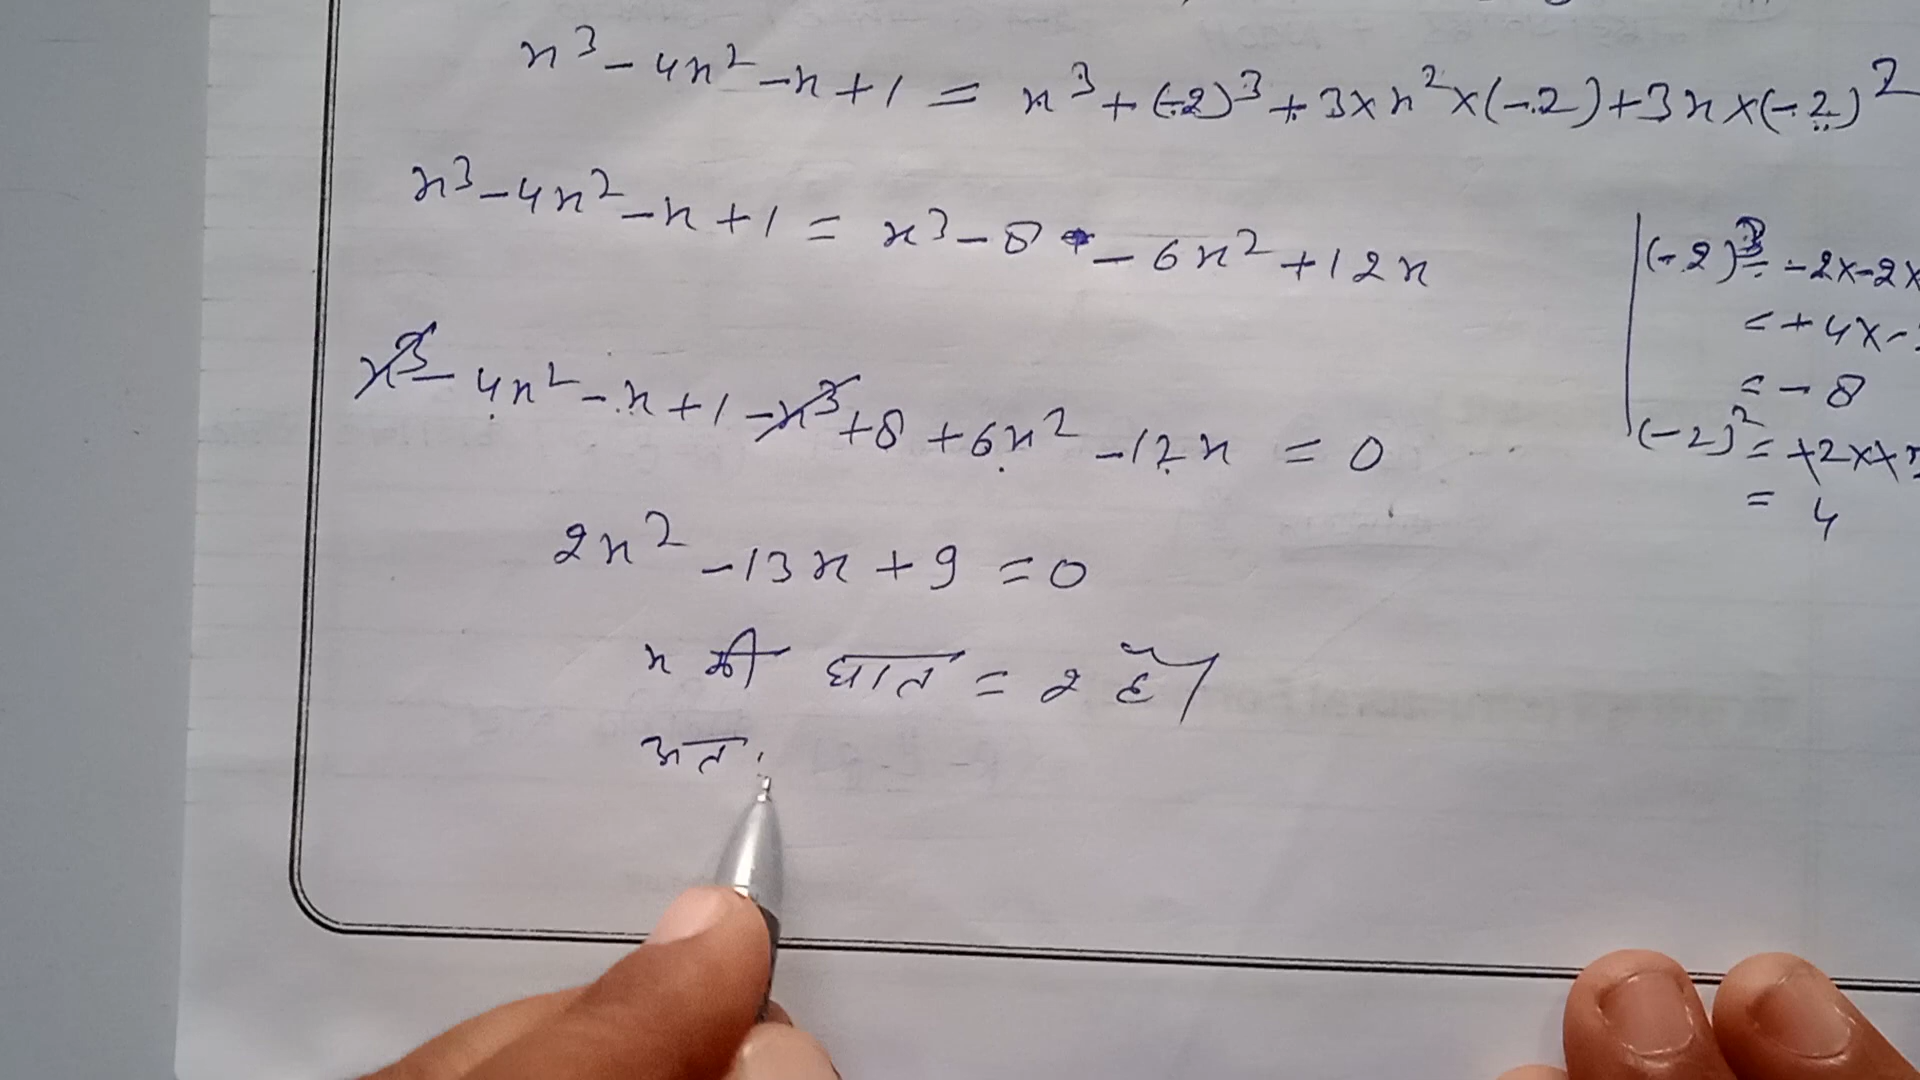 x³ - 4x² - x + 1 = x³ + (-2)³ + 3 × x² × (-2) + 3x × (-2)²
x³ - 4x² - x + 1 = x³ - 8 - 6x² + 12x
x³ - 4x² - x + 1 - x³ + 8 + 6x² - 12x = 0
2x² - 13x + 9 = 0
x की घात = 2 है।
अतः
(-2)³ = -2×-2×
= +4×-
= -8
(-2)² = +2×+
= 4